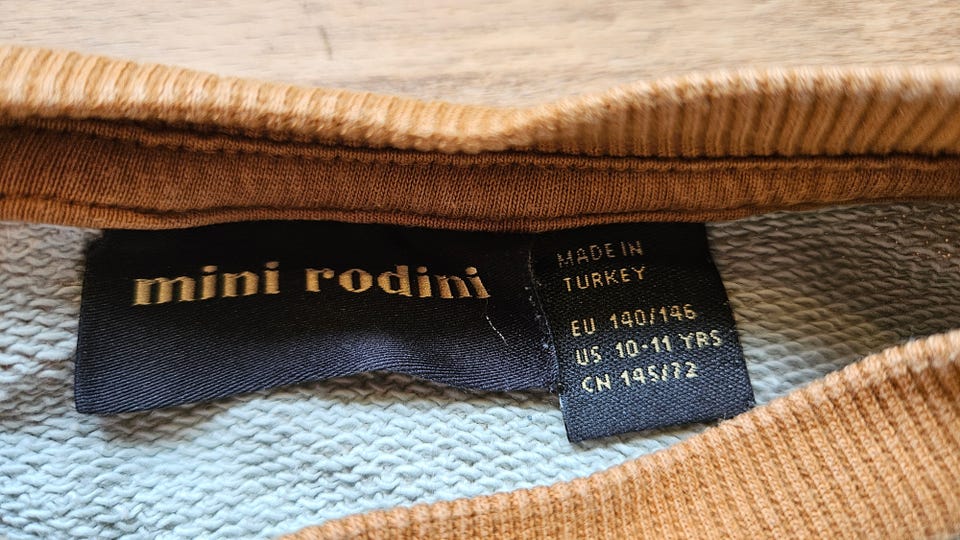 mini rodini
MADE IN
TURKEY
EU 140/146
US 10-11 YRS
CN 145/72